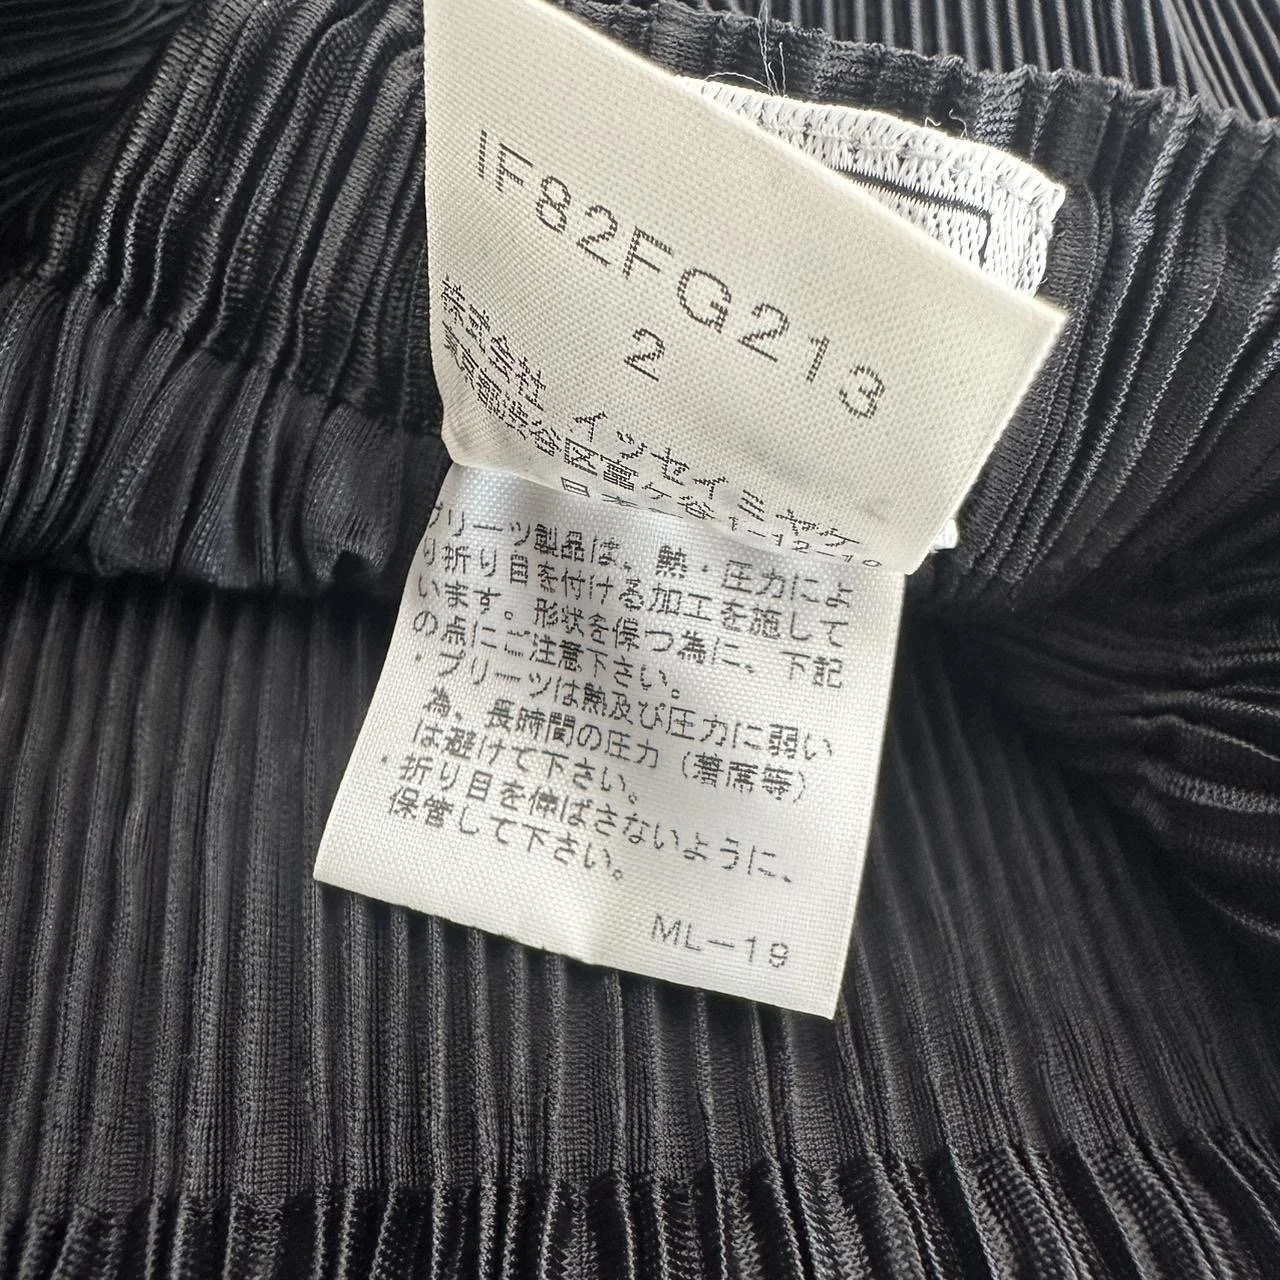 IF82FG213
2
株式会社 イッセイミヤケ
東京都渋谷区富ケ谷1-12-10
日本
プリーツ製品は、熱・圧力によ
り折り目を付ける加工を施して
います。形状を保つ為に、下記
の点にご注意下さい。
・プリーツは熱及び圧力に弱い
為、長時間の圧力（着席等）
は避けて下さい。
・折り目を伸ばさないように、
保管して下さい。
ML-19